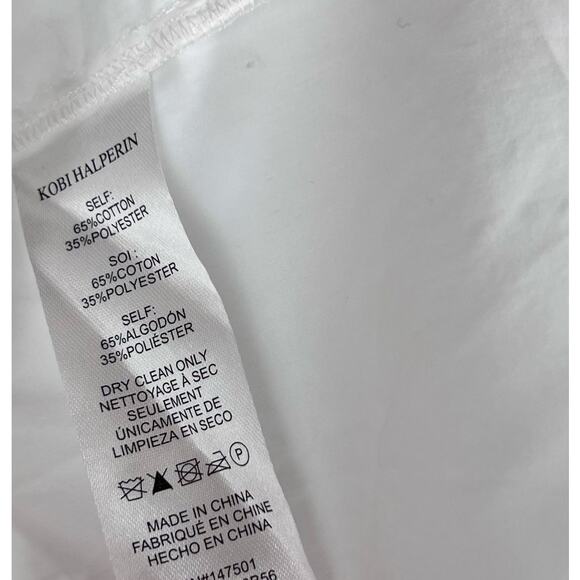 KOBI HALPERIN
SELF:
65%COTTON
35%POLYESTER
SOI :
65%COTON
35%POLYESTER
SELF:
65%ALGODÓN
35%POLIÉSTER
DRY CLEAN ONLY
NETTOYAGE À SEC
SEULEMENT
ÚNICAMENTE DE
LIMPIEZA EN SECO
P
MADE IN CHINA
FABRIQUÉ EN CHINE
HECHO EN CHINA